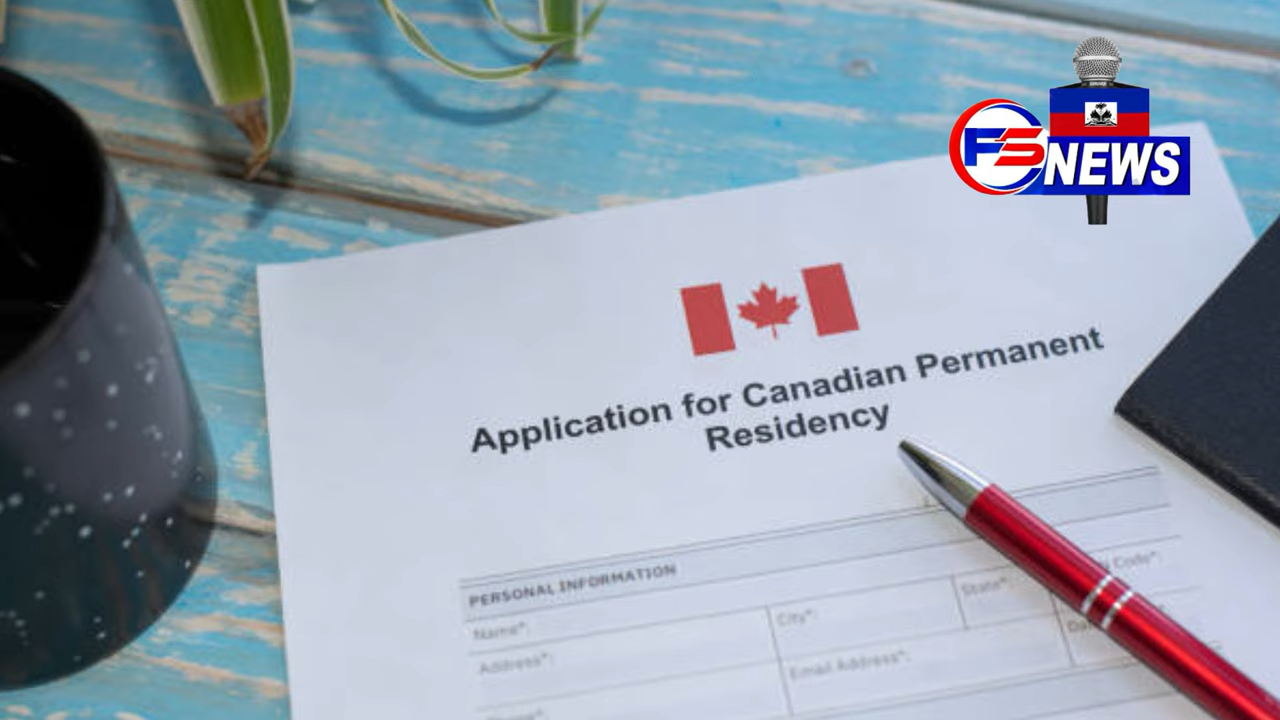 FS NEWS
Application for Canadian Permanent
Residency
PERSONAL INFORMATION
Name*:
City*:
State*:
Code*:
Address*:
Email Address*: